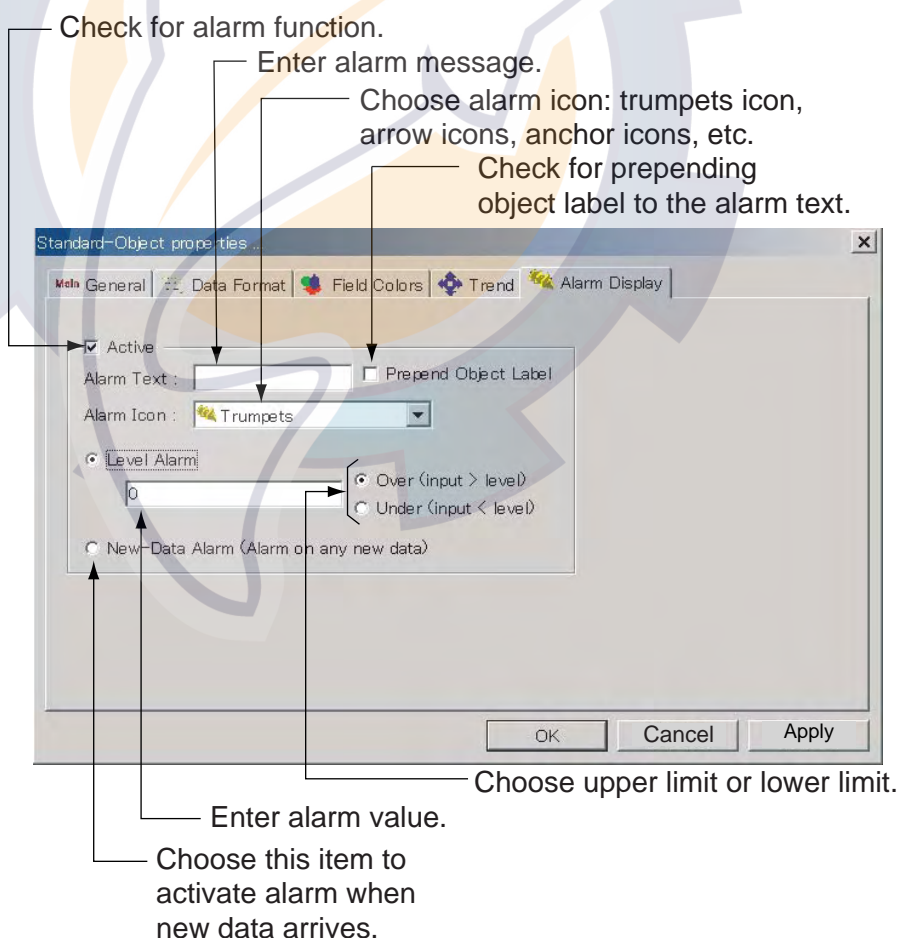 Check for alarm function.
Enter alarm message.
Choose alarm icon: trumpets icon,
arrow icons, anchor icons, etc.
Check for prepending
object label to the alarm text.
Standard-Object properties ...
Main General Data Format Field Colors Trend Alarm Display
Active
Alarm Text : Prepend Object Label
Alarm Icon : Trumpets
Level Alarm
Over (input > level)
0
Under (input < level)
New-Data Alarm (Alarm on any new data)
OK Cancel Apply
Choose upper limit or lower limit.
Enter alarm value.
Choose this item to
activate alarm when
new data arrives.